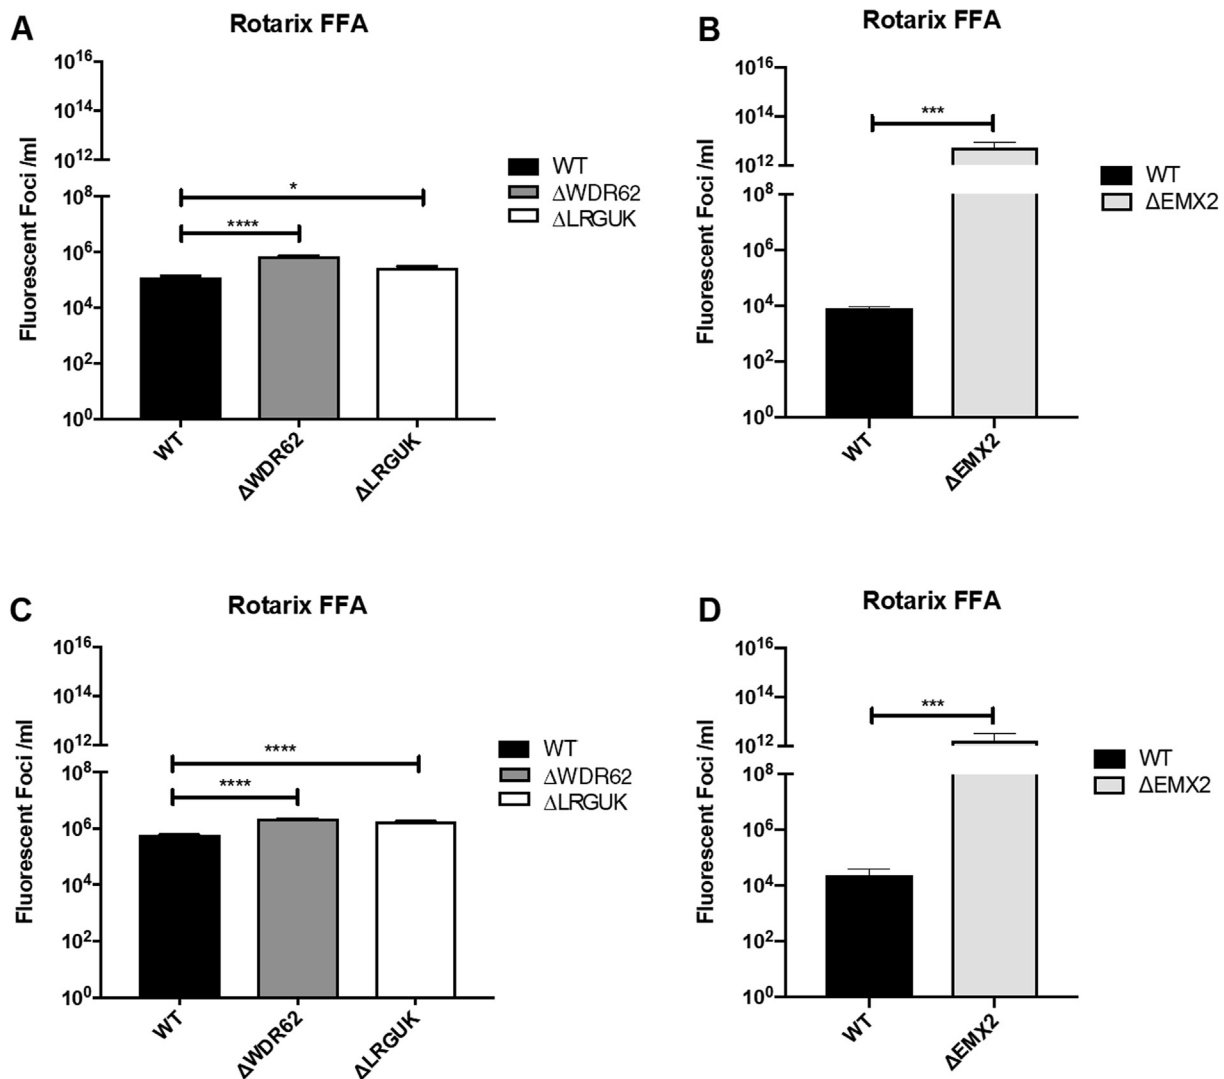 A
Rotarix FFA
Fluorescent Foci /ml
10^16
10^14
10^12
10^8
10^6
10^4
10^2
10^0
*
****
WT
ΔWDR62
ΔLRGUK
WT
ΔWDR62
ΔLRGUK
B
Rotarix FFA
Fluorescent Foci /ml
10^16
10^14
10^12
10^8
10^6
10^4
10^2
10^0
***
WT
ΔEMX2
WT
ΔEMX2
C
Rotarix FFA
Fluorescent Foci /ml
10^16
10^14
10^12
10^8
10^6
10^4
10^2
10^0
****
****
WT
ΔWDR62
ΔLRGUK
WT
ΔWDR62
ΔLRGUK
D
Rotarix FFA
Fluorescent Foci /ml
10^16
10^14
10^12
10^8
10^6
10^4
10^2
10^0
***
WT
ΔEMX2
WT
ΔEMX2